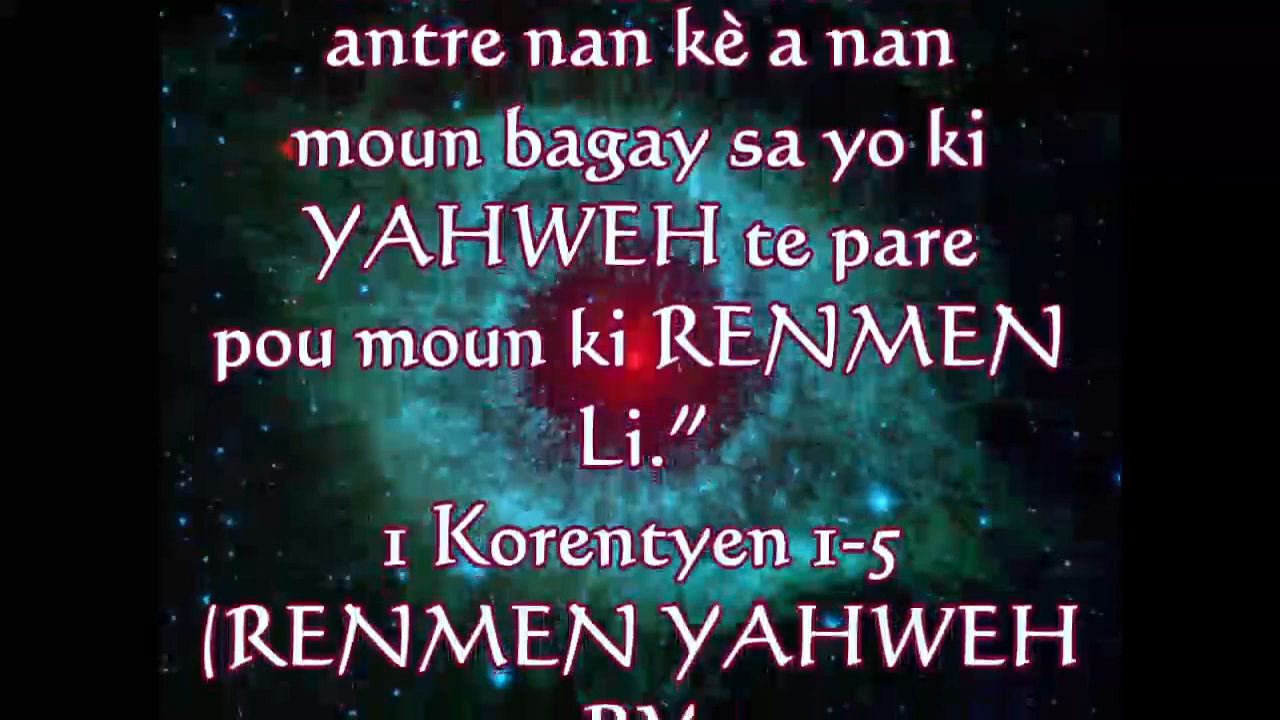 antre nan kè a nan
moun bagay sa yo ki
YAHWEH te pare
pou moun ki RENMEN
Li.”
1 Korentyen 1-5
(RENMEN YAHWEH